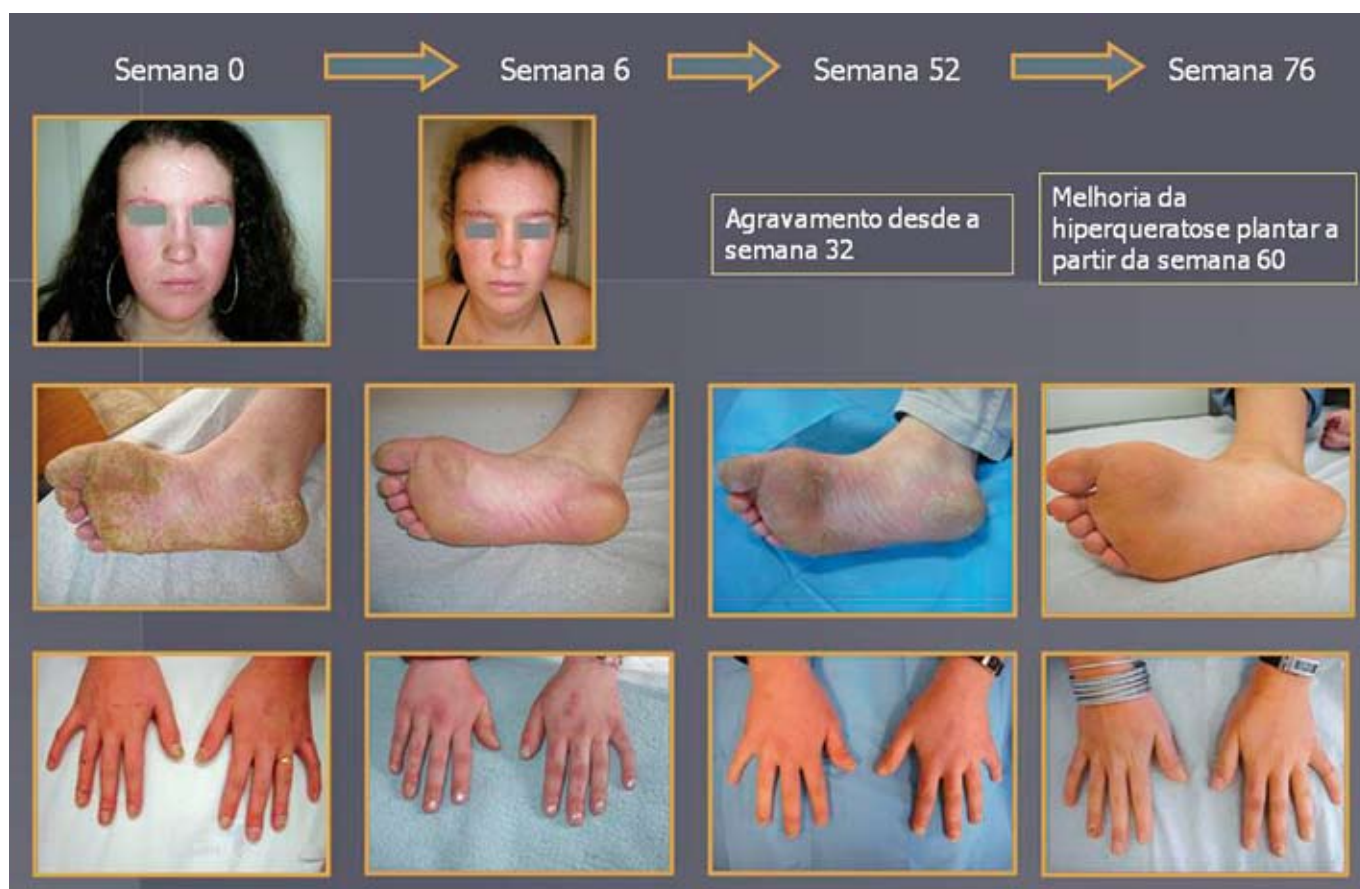 Semana 0
Semana 6
Semana 52
Semana 76
Agravamento desde a
semana 32
Melhoria da
hiperqueratose plantar a
partir da semana 60